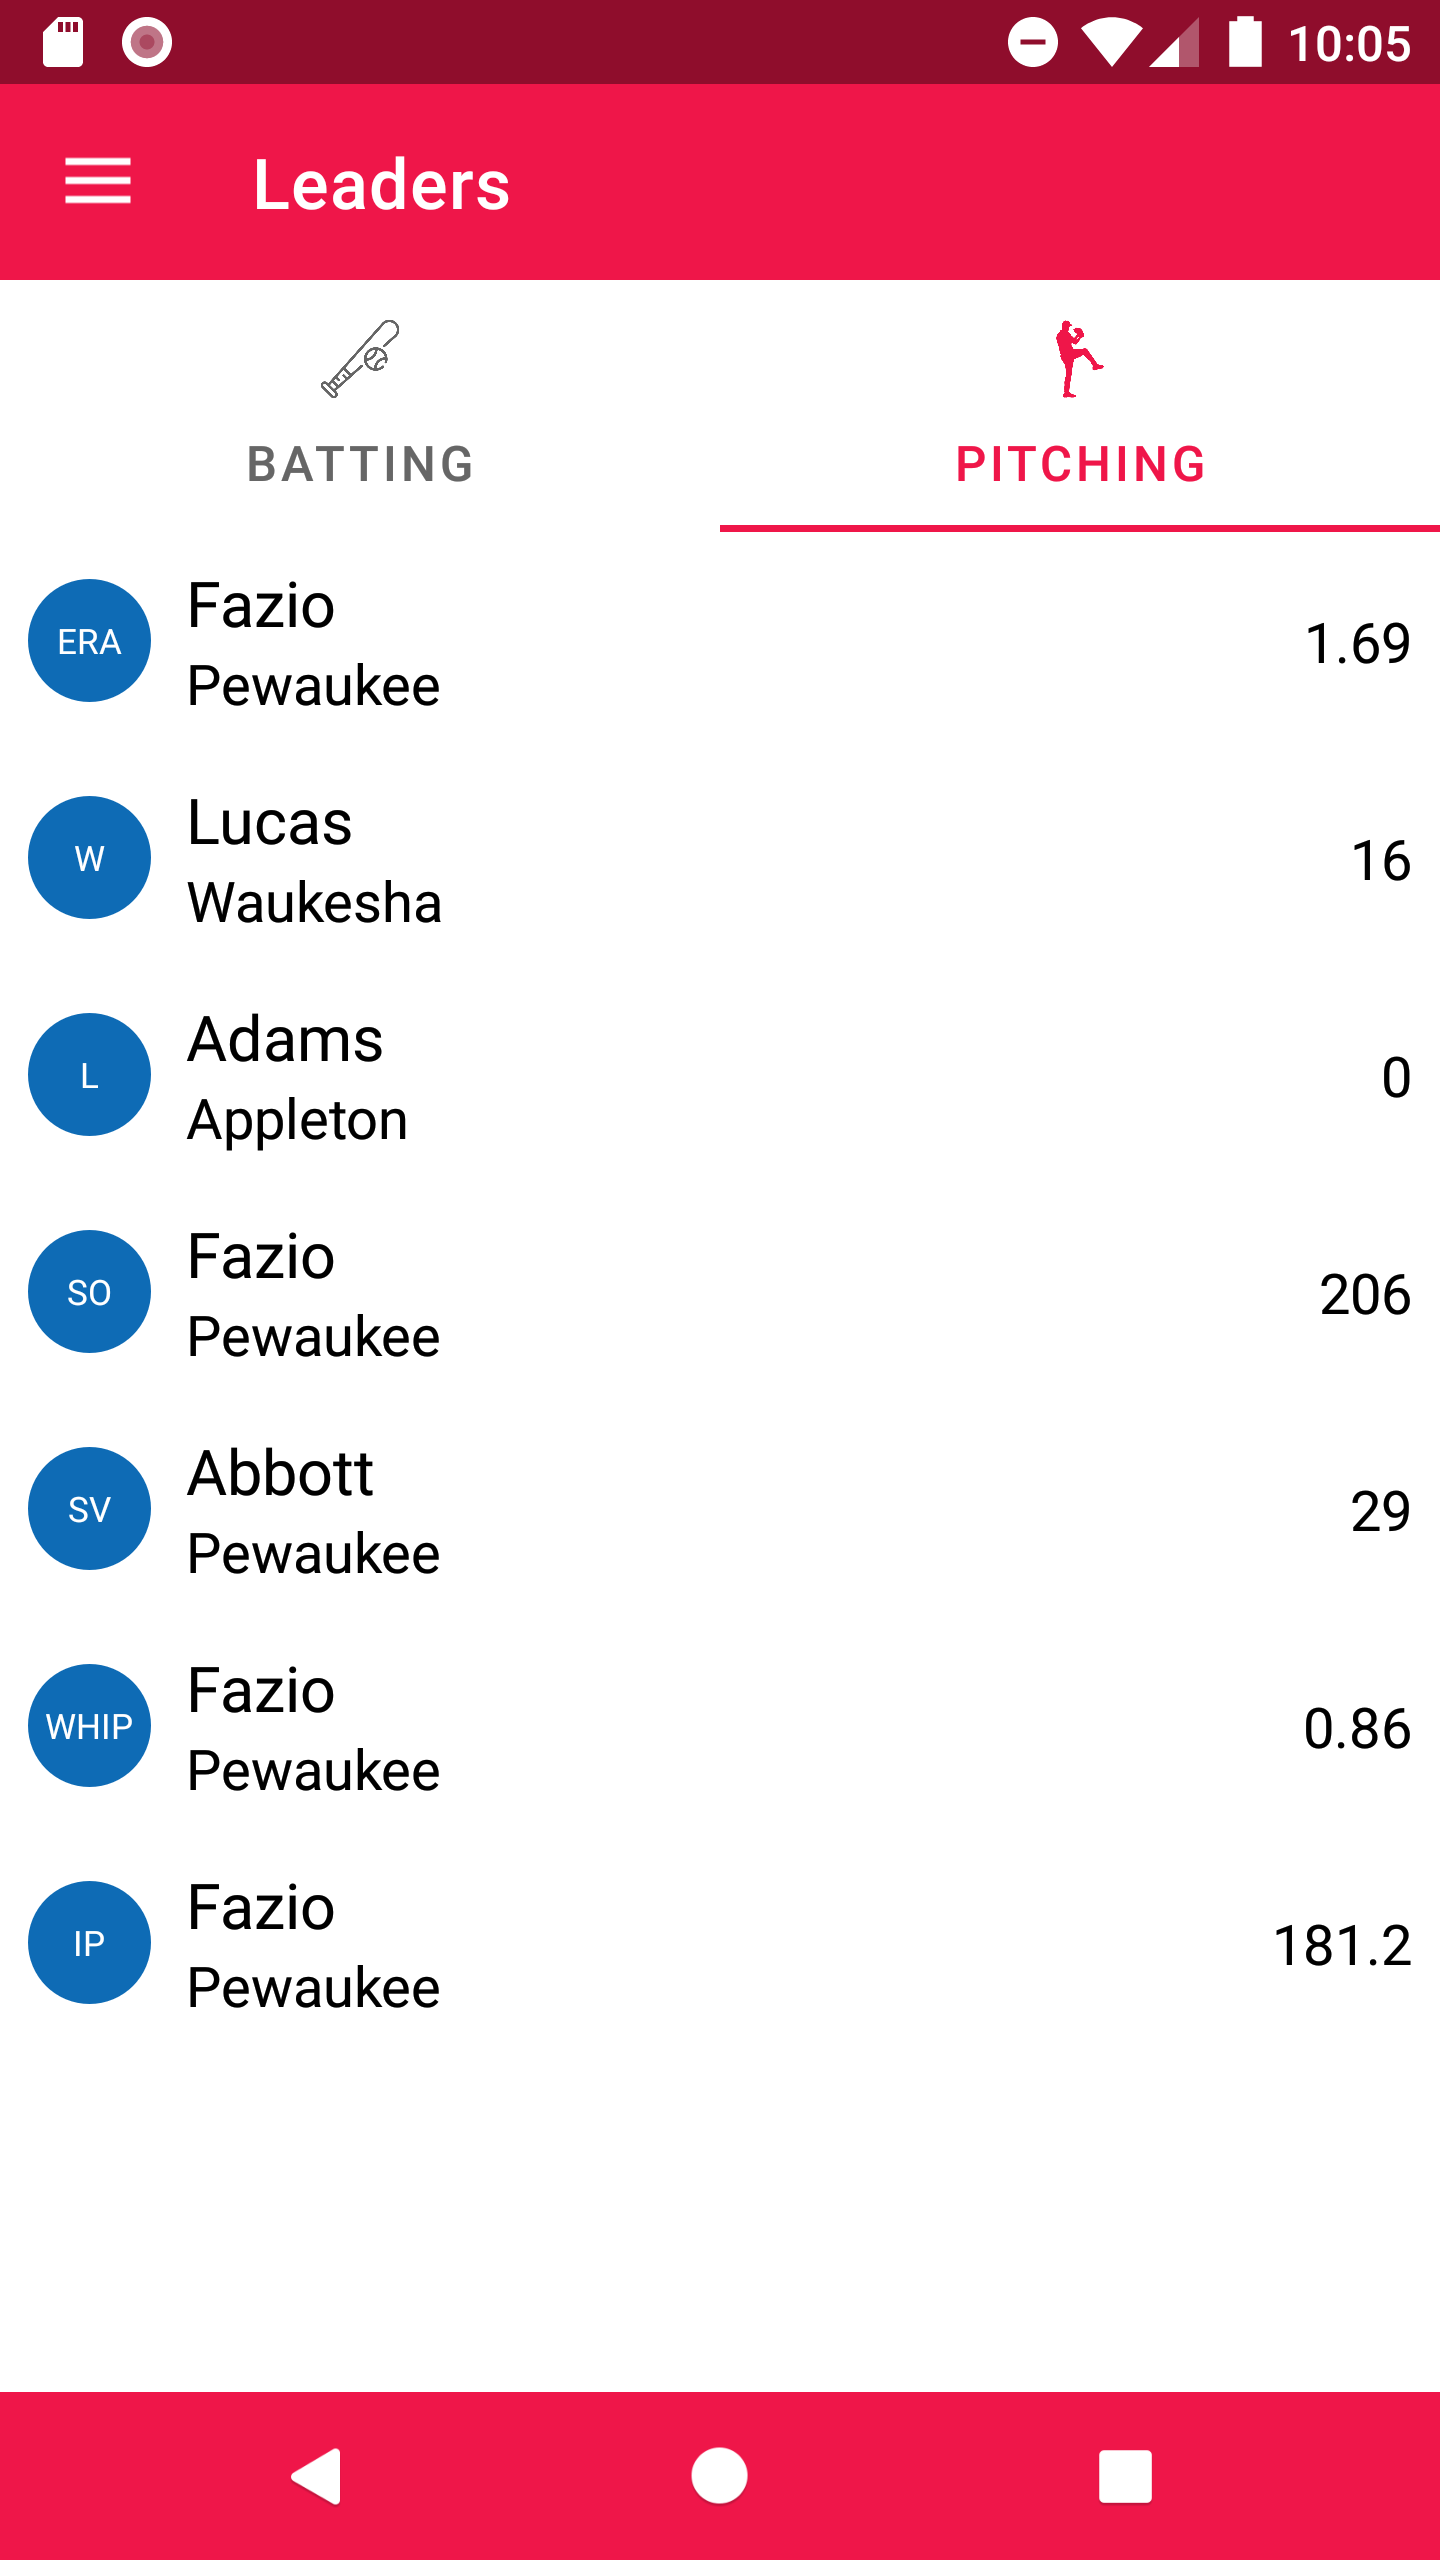 10:05
Leaders
BATTING
PITCHING
ERA
Fazio
Pewaukee
1.69
W
Lucas
Waukesha
16
L
Adams
Appleton
0
SO
Fazio
Pewaukee
206
SV
Abbott
Pewaukee
29
WHIP
Fazio
Pewaukee
0.86
IP
Fazio
Pewaukee
181.2